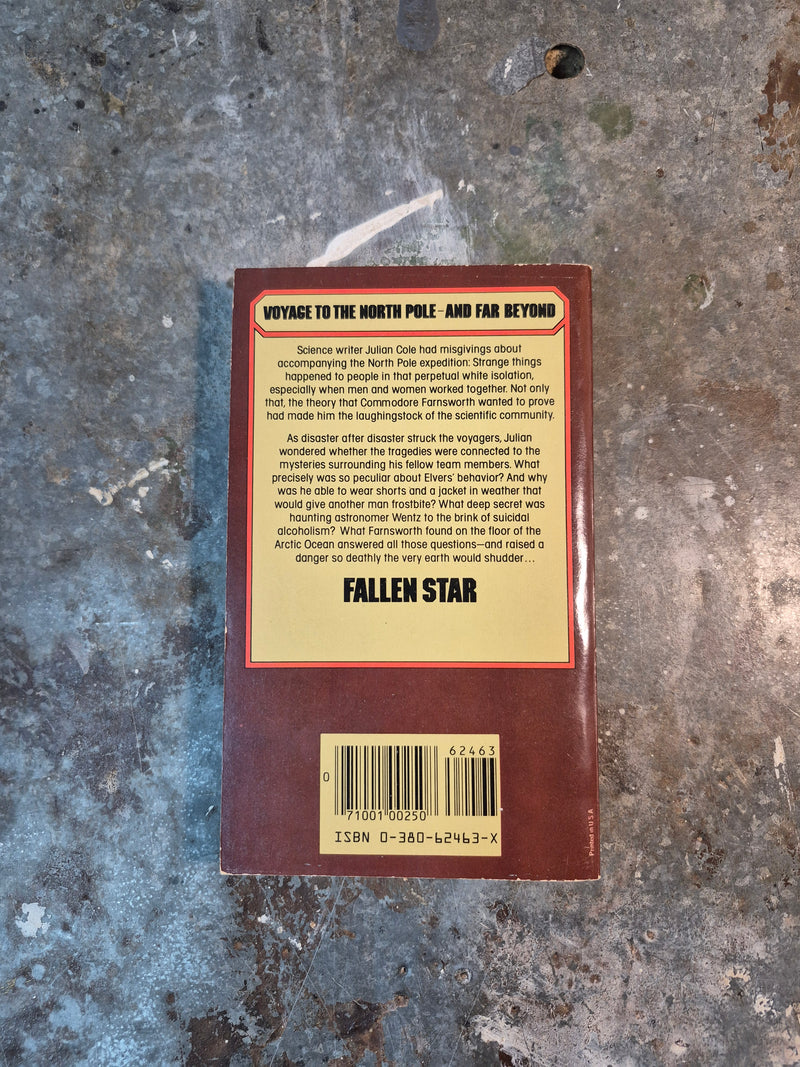 VOYAGE TO THE NORTH POLE—AND FAR BEYOND
Science writer Julian Cole had misgivings about
accompanying the North Pole expedition: Strange things
happened to people in that perpetual white isolation,
especially when men and women worked together. Not only
that, the theory that Commodore Farnsworth wanted to prove
had made him the laughingstock of the scientific community.
As disaster after disaster struck the voyagers, Julian
wondered whether the tragedies were connected to the
mysteries surrounding his fellow team members. What
precisely was so peculiar about Elvers' behavior? And why
was he able to wear shorts and a jacket in weather that
would give another man frostbite? What deep secret was
haunting astronomer Wentz to the brink of suicidal
alcoholism? What Farnsworth found on the floor of the
Arctic Ocean answered all those questions—and raised a
danger so deathly the very earth would shudder...
FALLEN STAR
62463
0
71001 00250
ISBN 0-380-62463-X
Printed in U.S.A.